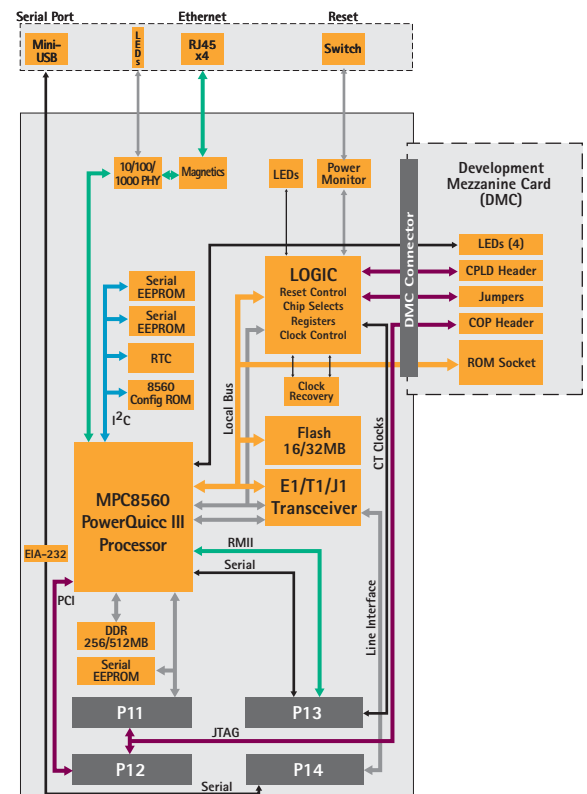 Serial Port
Ethernet
Reset
Mini-
USB
LEDs
RJ45
x4
Switch
10/100/
1000 PHY
Magnetics
LEDs
Power
Monitor
DMC Connector
Development
Mezzanine Card
(DMC)
LEDs (4)
CPLD Header
Jumpers
COP Header
ROM Socket
LOGIC
Reset Control
Chip Selects
Registers
Clock Control
Serial
EEPROM
Serial
EEPROM
RTC
8560
Config ROM
I2C
Local Bus
Clock
Recovery
CT Clocks
Flash
16/32MB
E1/T1/J1
Transceiver
MPC8560
PowerQuicc III
Processor
EIA-232
PCI
RMII
Serial
Line Interface
DDR
256/512MB
Serial
EEPROM
P11
P13
JTAG
P12
P14
Serial